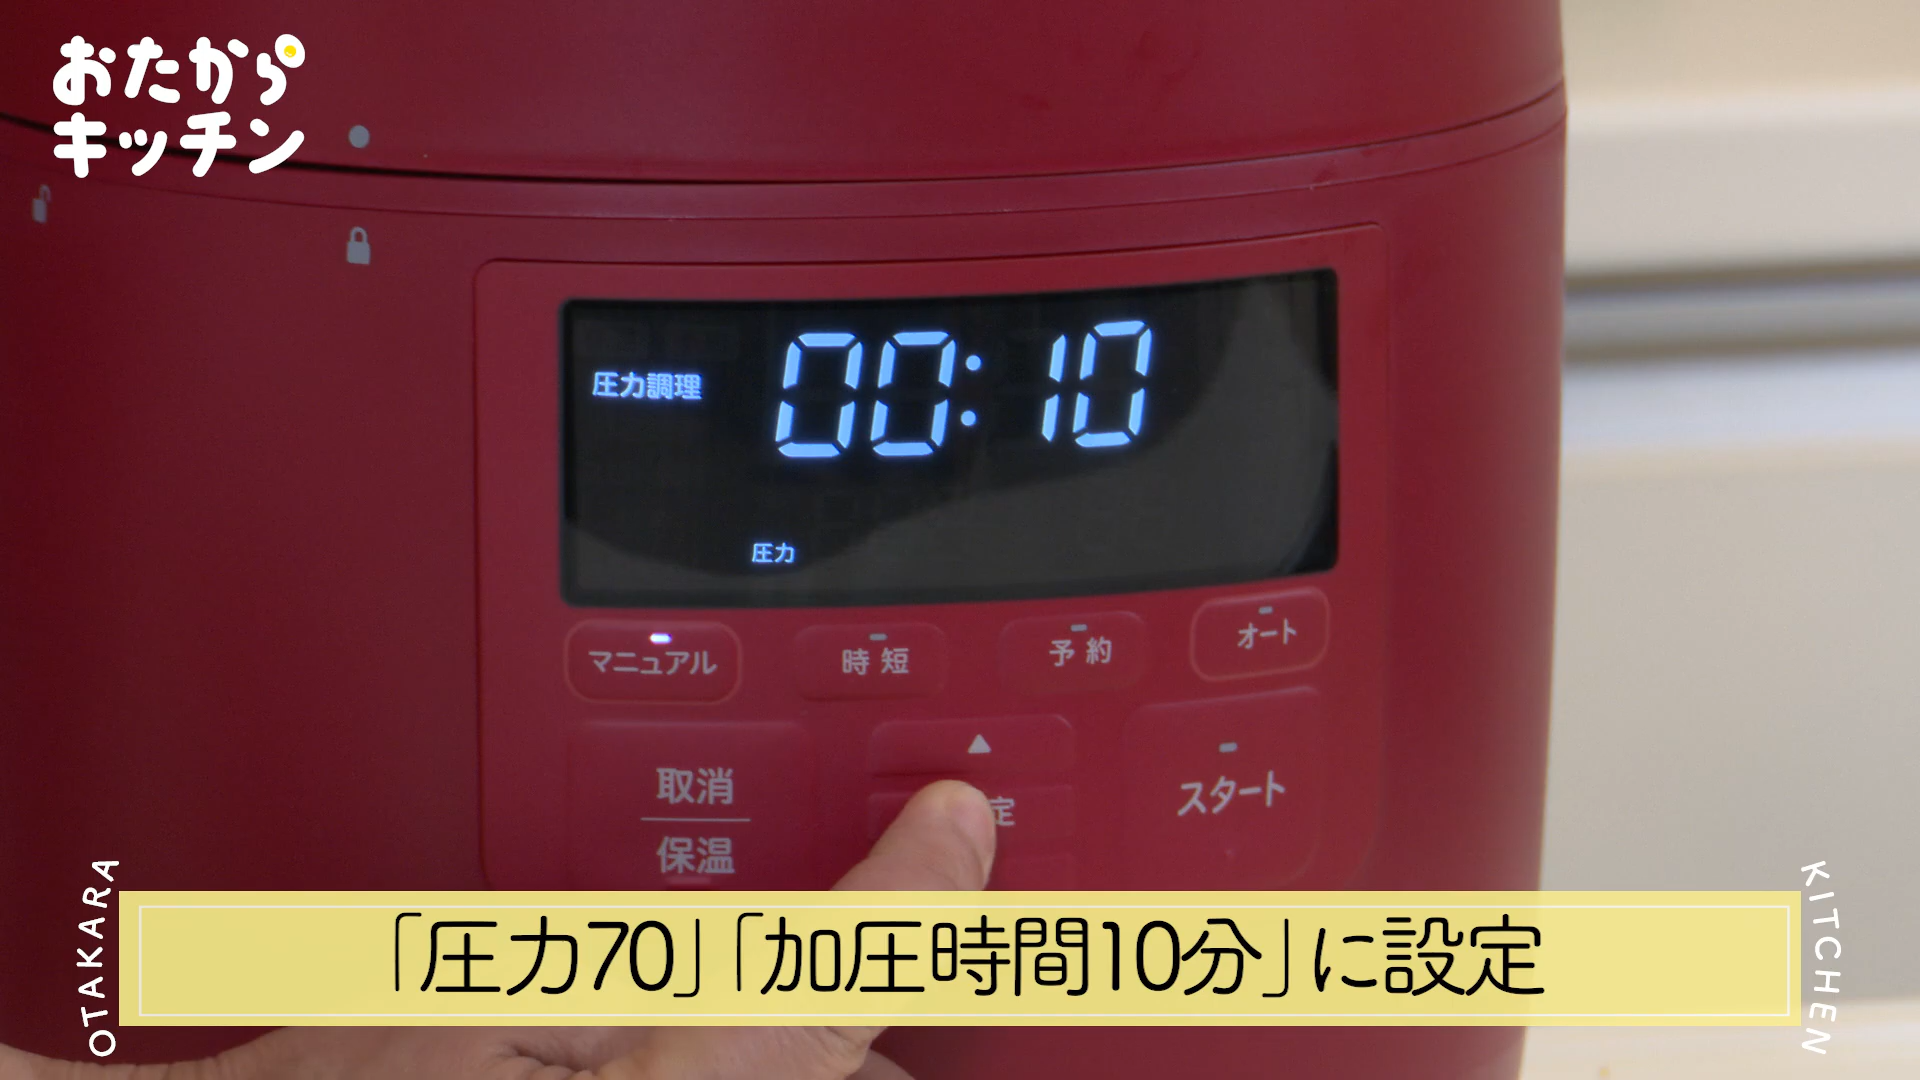 おたから
キッチン
圧力調理
00:10
圧力
マニュアル
時短
予約
オート
取消
保温
▲
定
スタート
「圧力70」「加圧時間10分」に設定
OTAKARA
KITCHEN